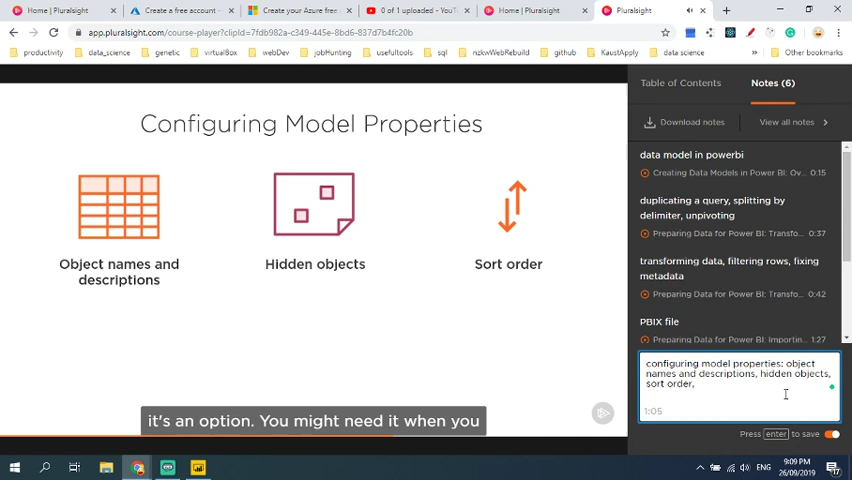 Home | Pluralsight
Create a free account -
Create your Azure free
0 of 1 uploaded - YouT
Home | Pluralsight
Pluralsight
app.pluralsight.com/course-player?clipId=7fdb982a-c349-445e-8bd6-837d7b4fc20b
productivity
data_science
genetic
virtualBox
webDev
jobHunting
usefultools
sql
nzkwWebRebuild
github
KaustApply
data science
Other bookmarks
Table of Contents
Notes (6)
Download notes
View all notes
data model in powerbi
Creating Data Models in Power BI: Ov... 0:15
duplicating a query, splitting by
delimiter, unpivoting
Preparing Data for Power BI: Transfo... 0:37
transforming data, filtering rows, fixing
metadata
Preparing Data for Power BI: Transfo... 0:42
PBIX file
Preparing Data for Power BI: Importin... 1:27
configuring model properties: object
names and descriptions, hidden objects,
sort order,
1:05
Press enter to save
Configuring Model Properties
Object names and
descriptions
Hidden objects
Sort order
it's an option. You might need it when you
ENG
9:09 PM
26/09/2019
17